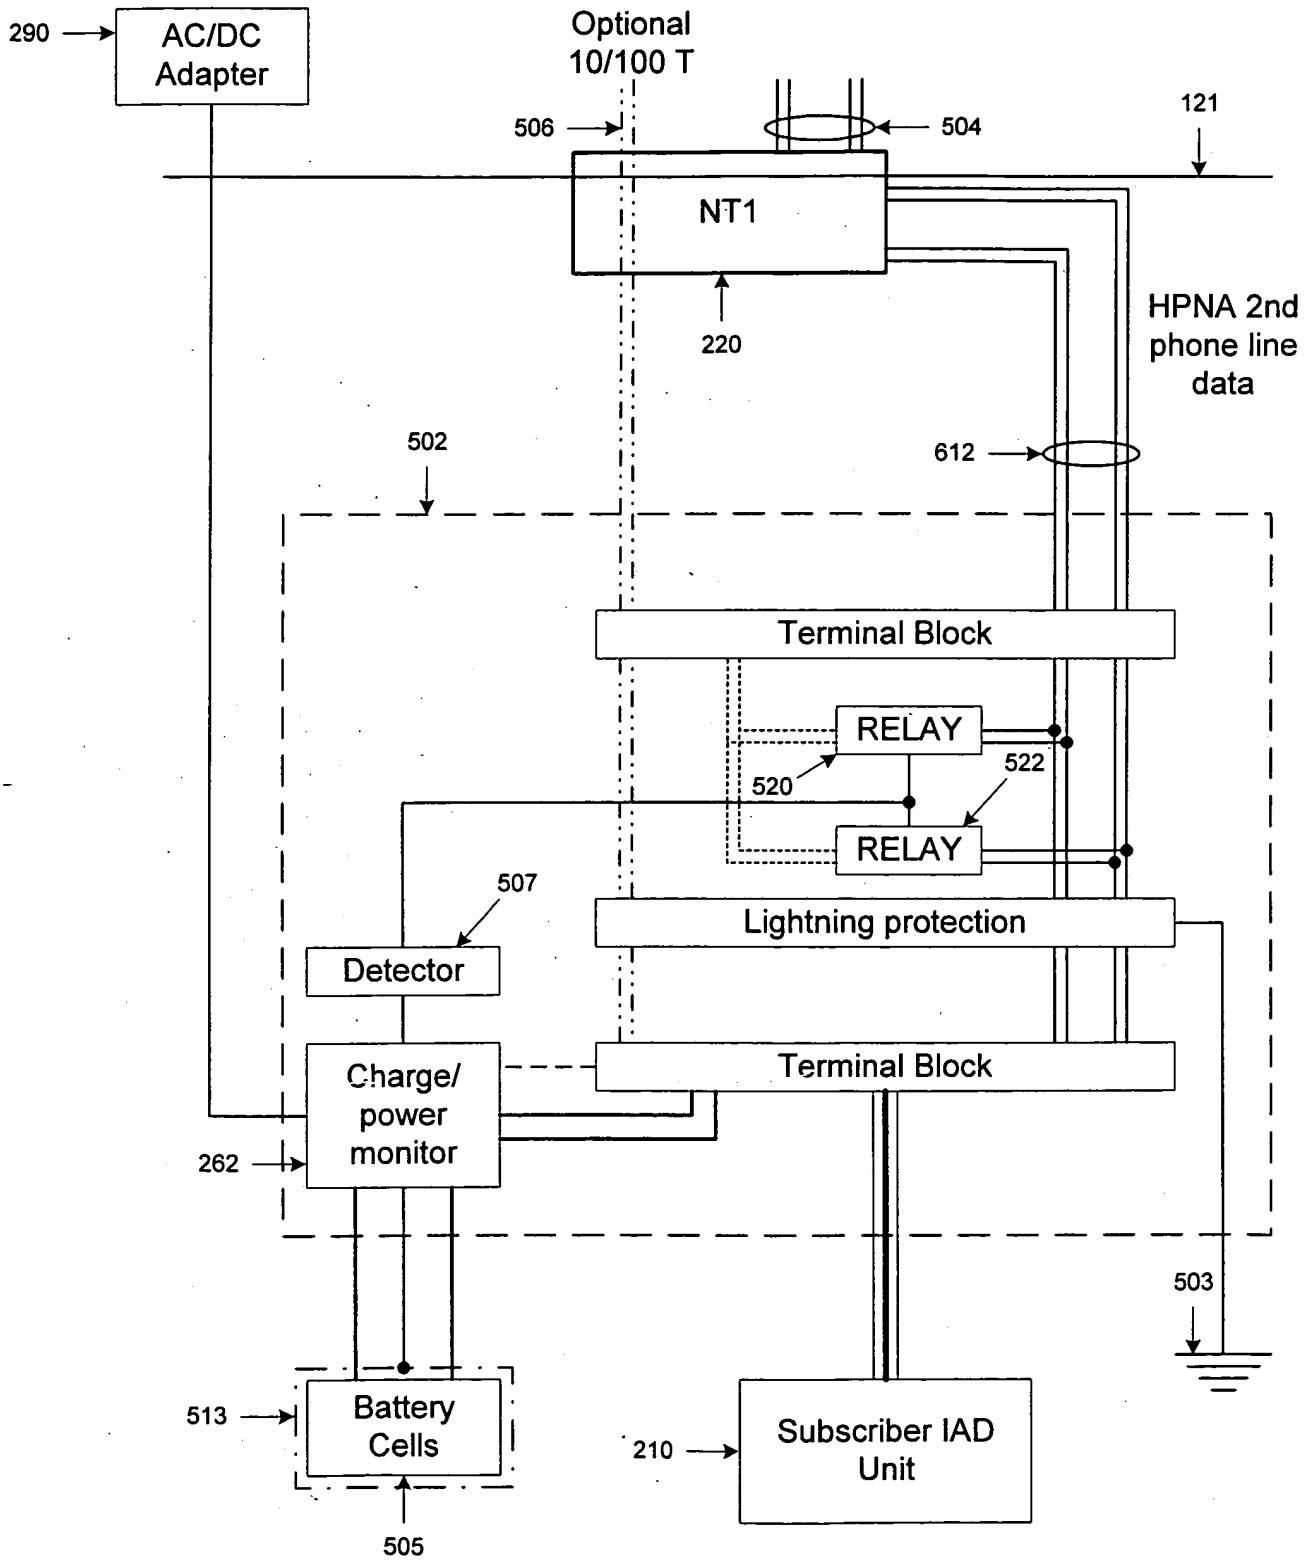 290
AC/DC
Adapter
Optional
10/100 T
506
504
121
NT1
220
HPNA 2nd
phone line
data
502
612
Terminal Block
RELAY
520
522
RELAY
507
Lightning protection
Detector
Charge/
power
monitor
Terminal Block
262
503
513
Battery
Cells
210
Subscriber IAD
Unit
505